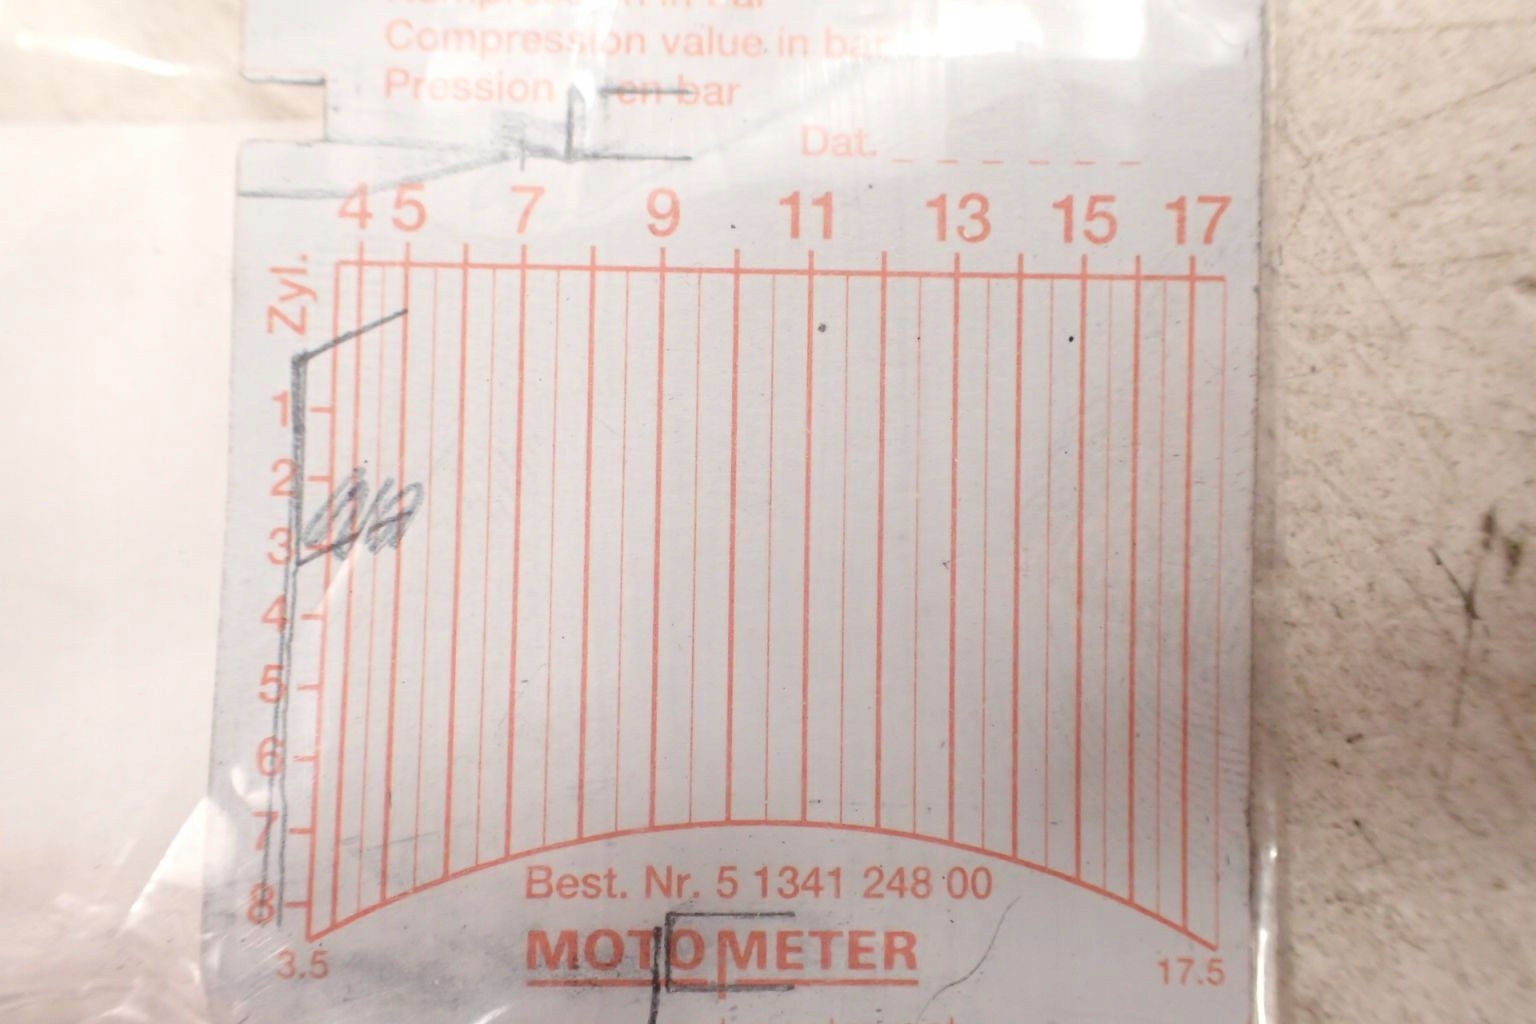 Compression value in bar
Pression en bar
Dat.
4 5 7 9 11 13 15 17
Zyl.
1
2
3
4
5
6
7
8
Best. Nr. 5 1341 248 00
MOTOMETER
3.5 17.5